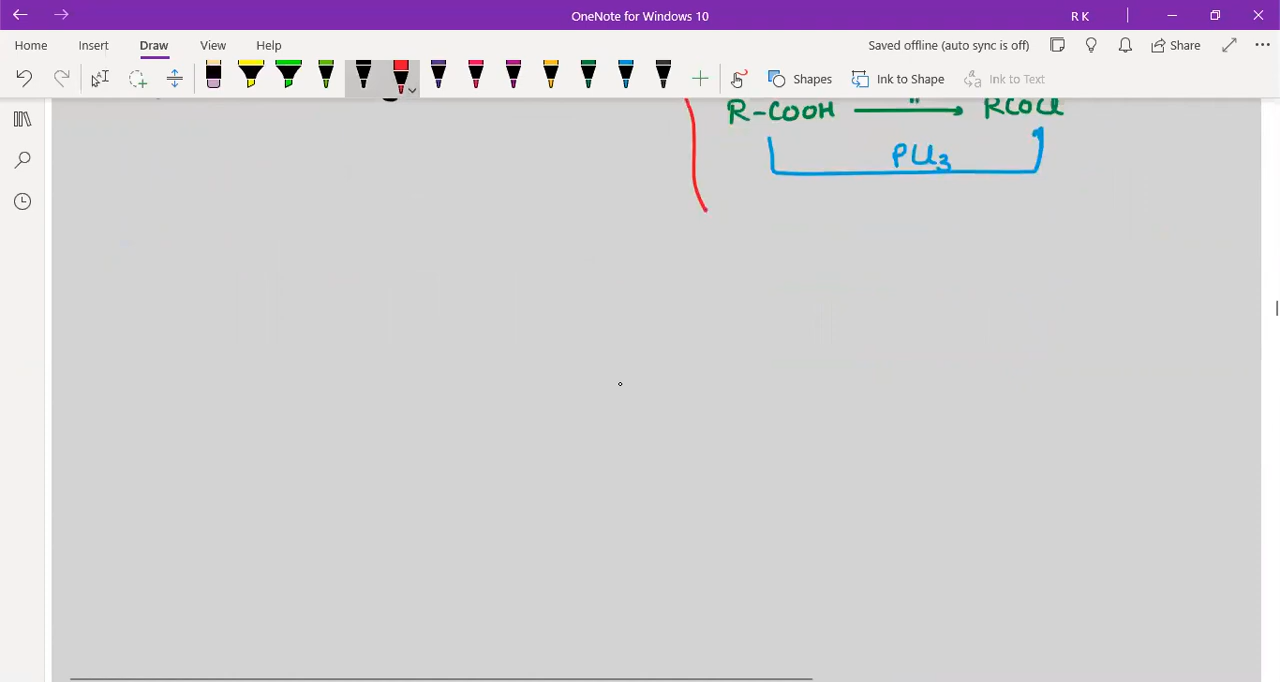 OneNote for Windows 10
R K
Home Insert Draw View Help
Saved offline (auto sync is off)
Share
Shapes
Ink to Shape
Ink to Text
R-COOH → RCOCl
PCl3